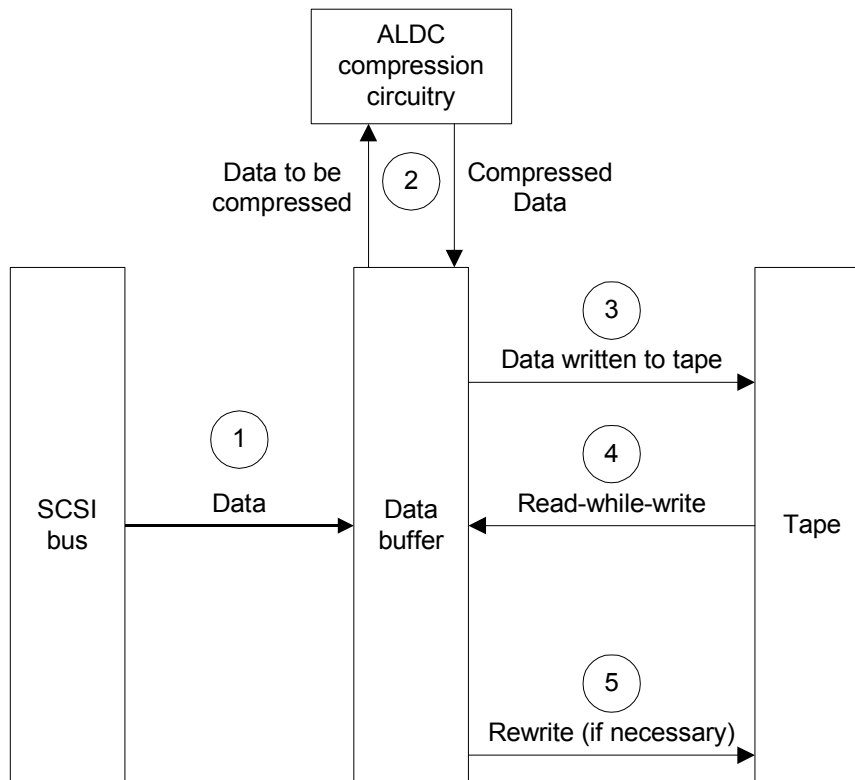 ALDC
compression
circuitry
Data to be
compressed
2
Compressed
Data
3
Data written to tape
1
Data
4
Read-while-write
SCSI
bus
Data
buffer
Tape
5
Rewrite (if necessary)